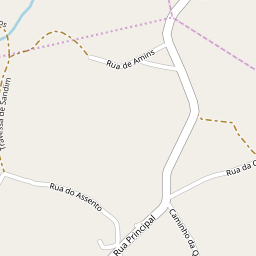 Rua de Amins
Travessa de Sandim
Rua do Assento
Rua da
Rua Principal
Caminho da